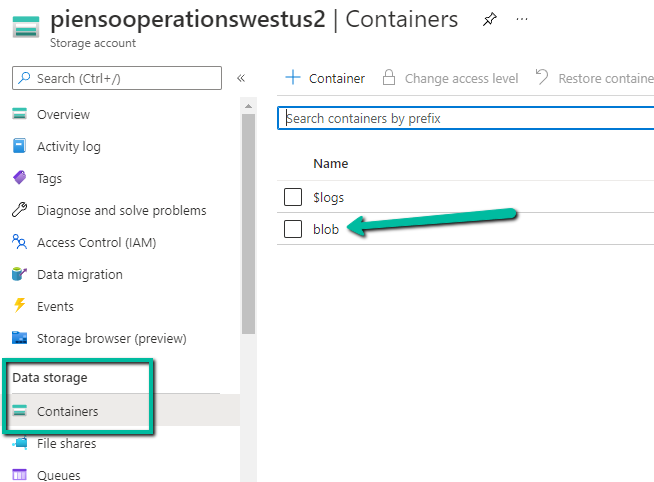 piensooperationswestus2 | Containers
Storage account
Search (Ctrl+/)
Overview
Activity log
Tags
Diagnose and solve problems
Access Control (IAM)
Data migration
Events
Storage browser (preview)
Data storage
Containers
File shares
Queues
Container
Change access level
Restore containe
Search containers by prefix
Name
$logs
blob